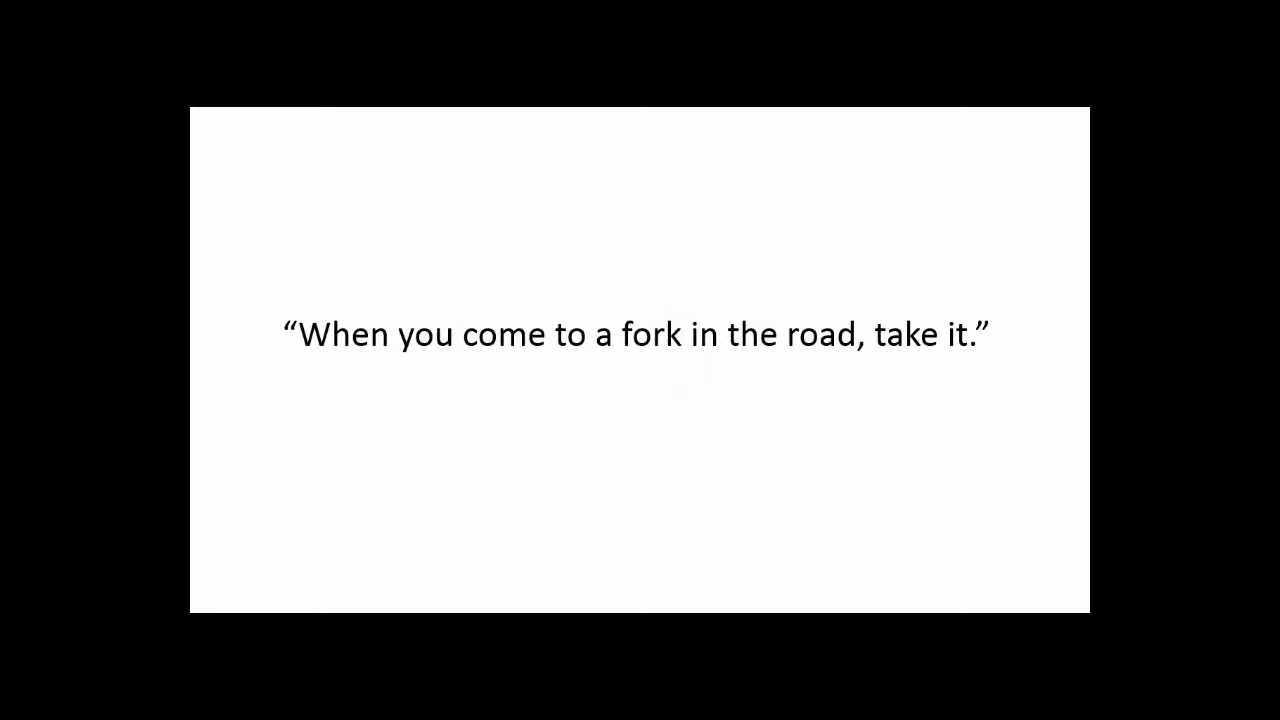 “When you come to a fork in the road, take it.”